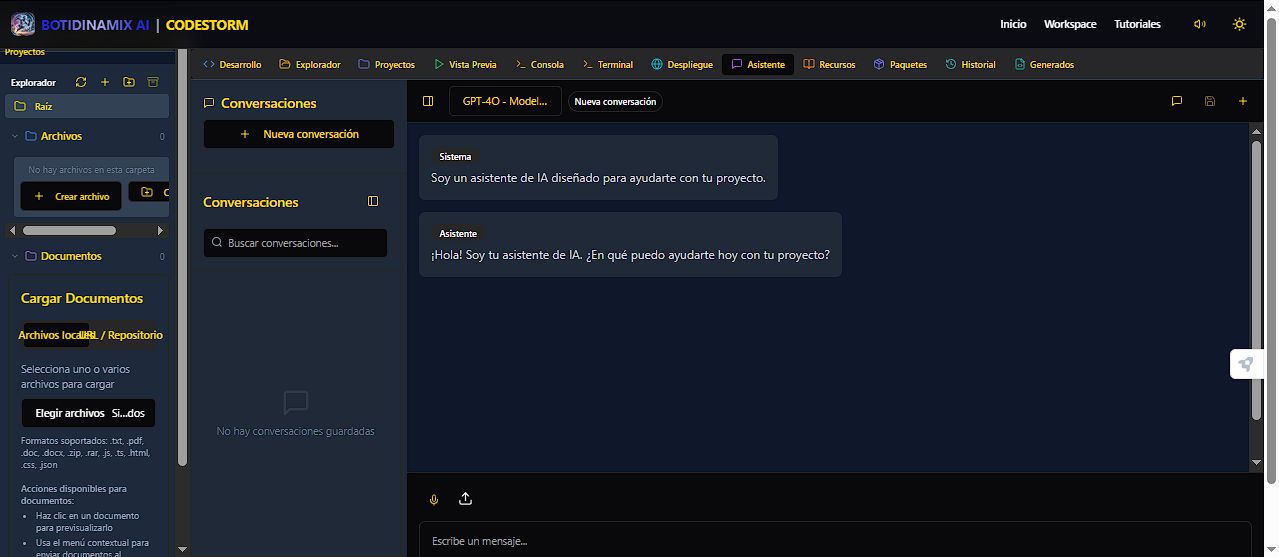 BOTIDINAMIX AI | CODESTORM
Inicio Workspace Tutoriales
Proyectos
Explorador
Raíz
Archivos 0
No hay archivos en esta carpeta
Crear archivo C
Documentos 0
Cargar Documentos
Archivos locales URL / Repositorio
Selecciona uno o varios
archivos para cargar
Elegir archivos Si...dos
Formatos soportados: .txt, .pdf,
.doc, .docx, .zip, .rar, .js, .ts, .html,
.css, .json
Acciones disponibles para
documentos:
• Haz clic en un documento
para previsualizarlo
• Usa el menú contextual para
enviar documentos al
Desarrollo Explorador Proyectos Vista Previa Consola Terminal Despliegue Asistente Recursos Paquetes Historial Generados
Conversaciones
+ Nueva conversación
Conversaciones
Buscar conversaciones...
No hay conversaciones guardadas
GPT-4O - Model... Nueva conversación
Sistema
Soy un asistente de IA diseñado para ayudarte con tu proyecto.
Asistente
¡Hola! Soy tu asistente de IA. ¿En qué puedo ayudarte hoy con tu proyecto?
Escribe un mensaje...